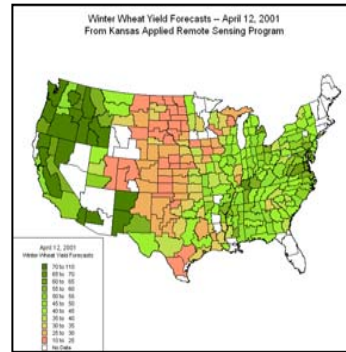 Winter Wheat Yield Forecasts -- April 12, 2001
From Kansas Applied Remote Sensing Program
April 12, 2001
Winter Wheat Yield Forecasts
70 to 110
65 to 70
60 to 65
55 to 60
50 to 55
45 to 50
40 to 45
35 to 40
30 to 35
25 to 30
10 to 25
No Data